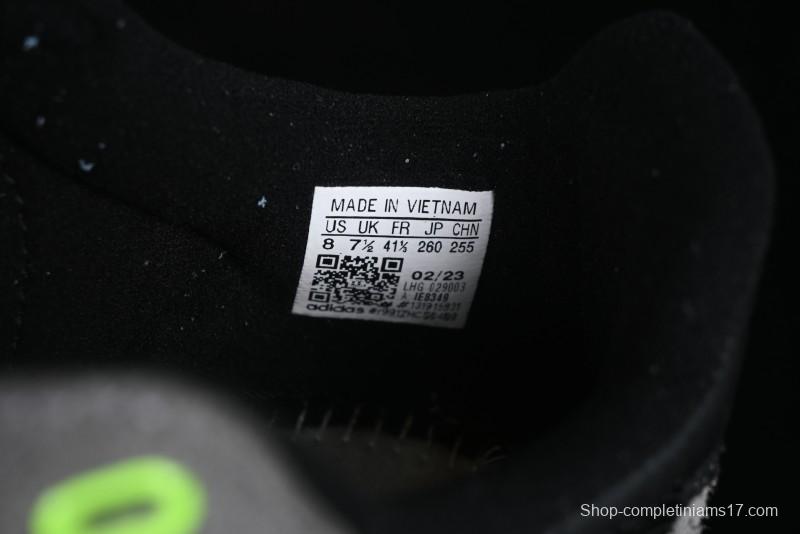 MADE IN VIETNAM
US UK FR JP CHN
8 7½ 41⅓ 260 255
02/23
LHG 029003
A IE8349
adidas
Shop-completiniams17.com